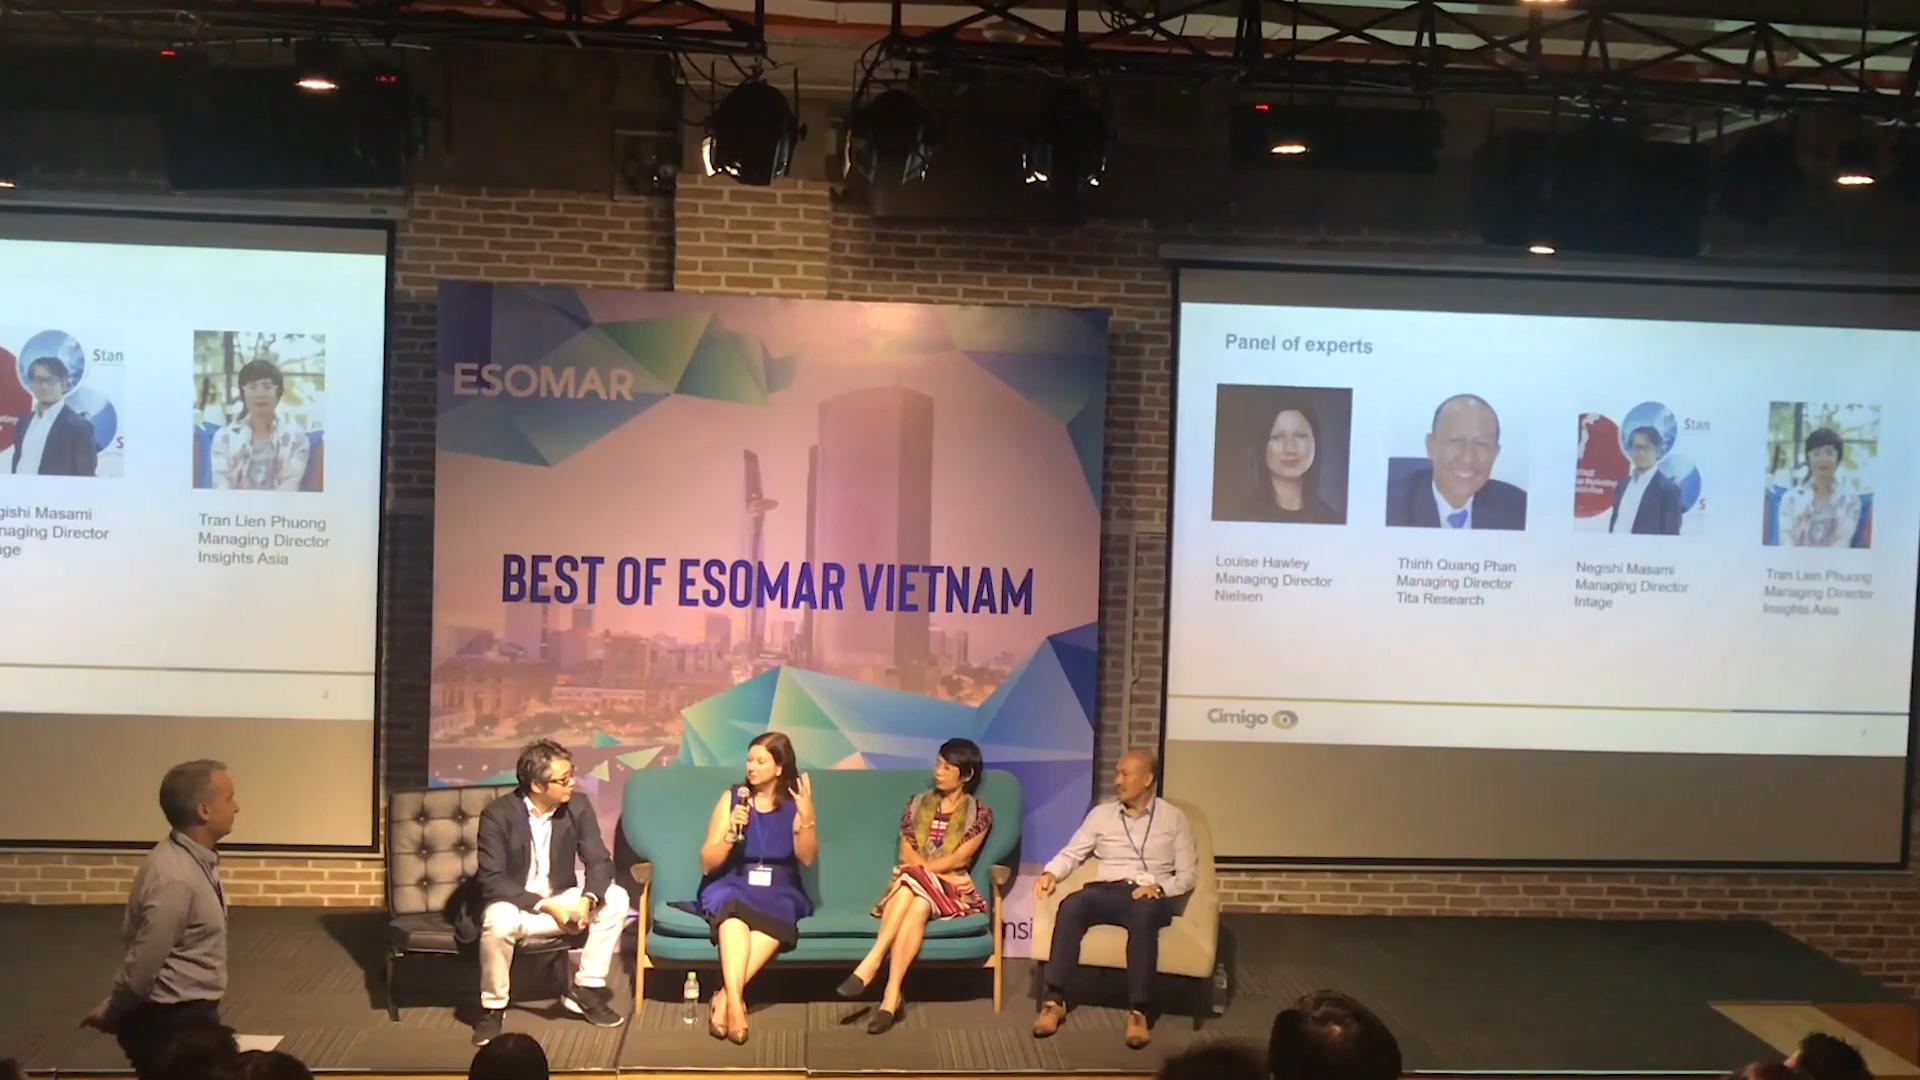 Stan
S
gishi Masami
naging Director
age
Tran Lien Phuong
Managing Director
Insights Asia
ESOMAR
BEST OF ESOMAR VIETNAM
nsi
Panel of experts
Stan
S
Louise Hawley
Managing Director
Nielsen
Thinh Quang Phan
Managing Director
Tita Research
Negishi Masami
Managing Director
Intage
Tran Lien Phuong
Managing Director
Insights Asia
Cimigo